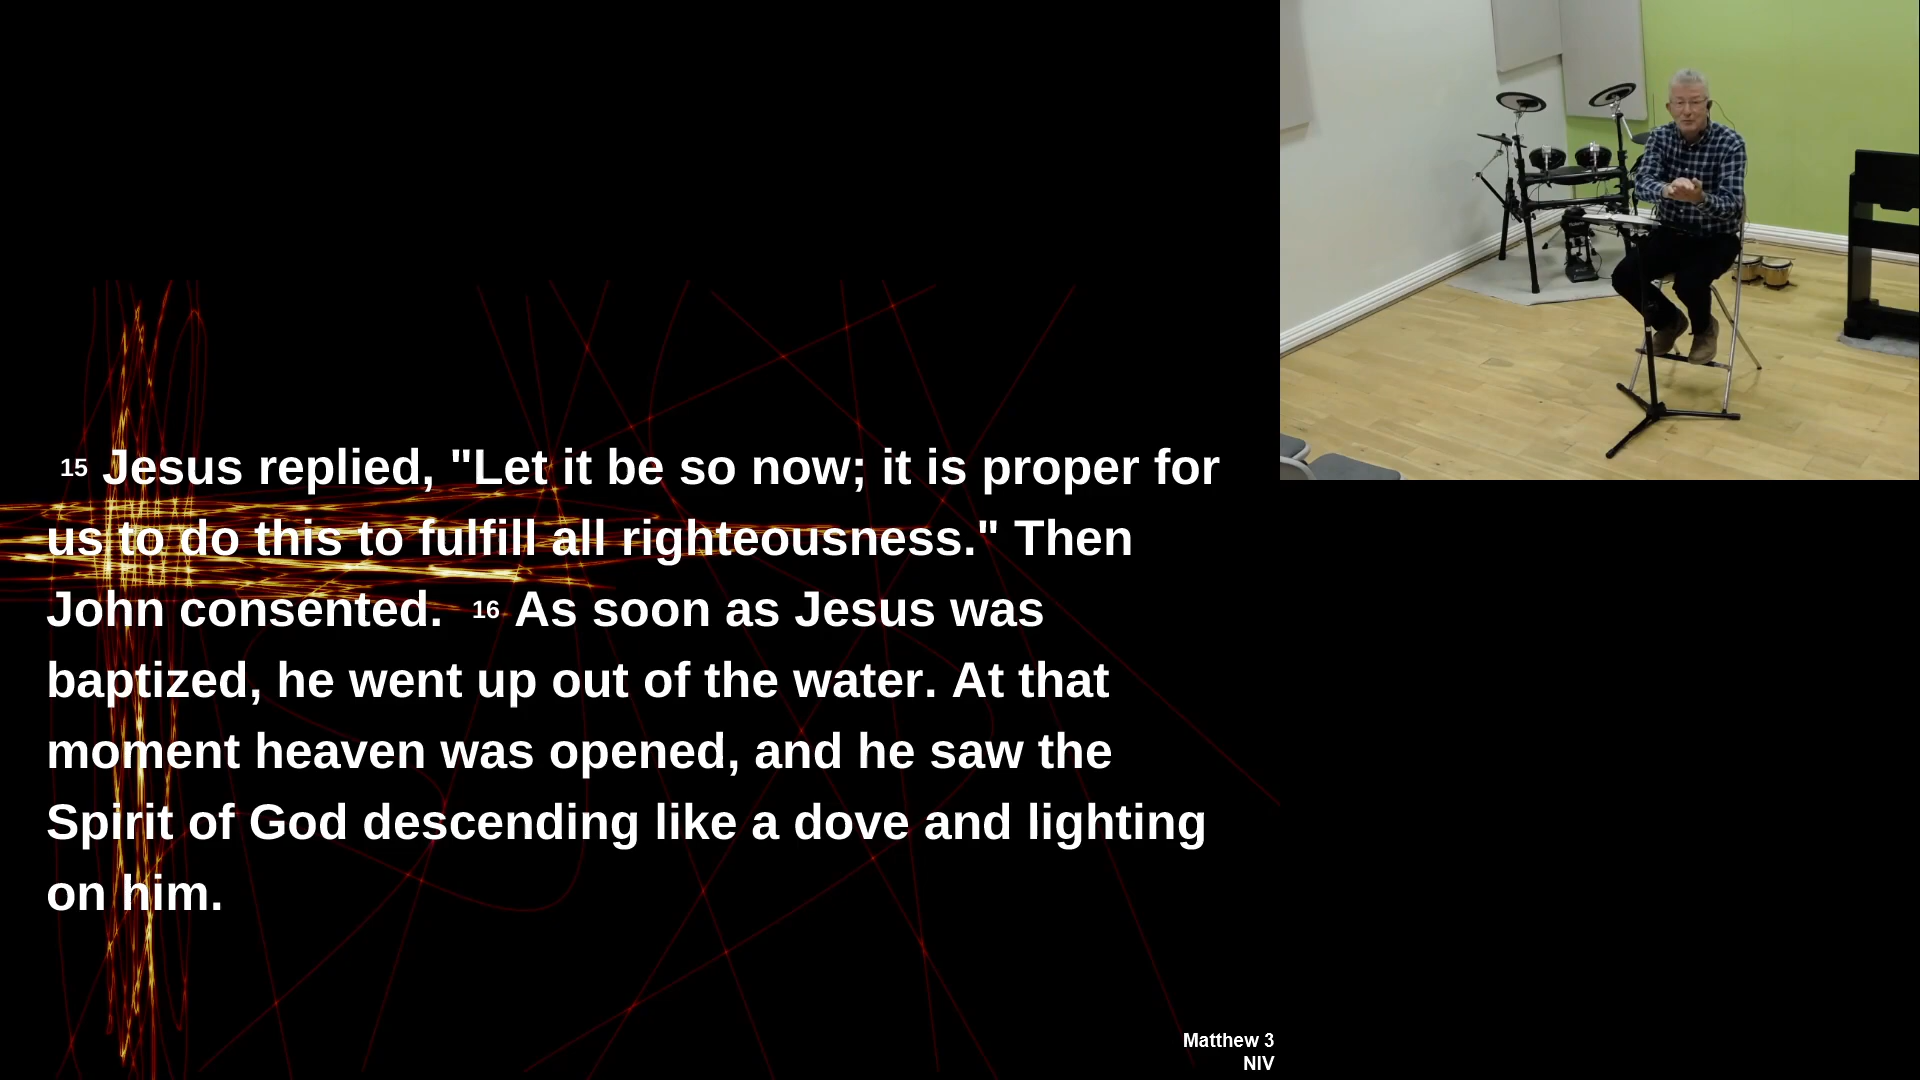 15 Jesus replied, "Let it be so now; it is proper for
us to do this to fulfill all righteousness." Then
John consented. 16 As soon as Jesus was
baptized, he went up out of the water. At that
moment heaven was opened, and he saw the
Spirit of God descending like a dove and lighting
on him.
Matthew 3
NIV